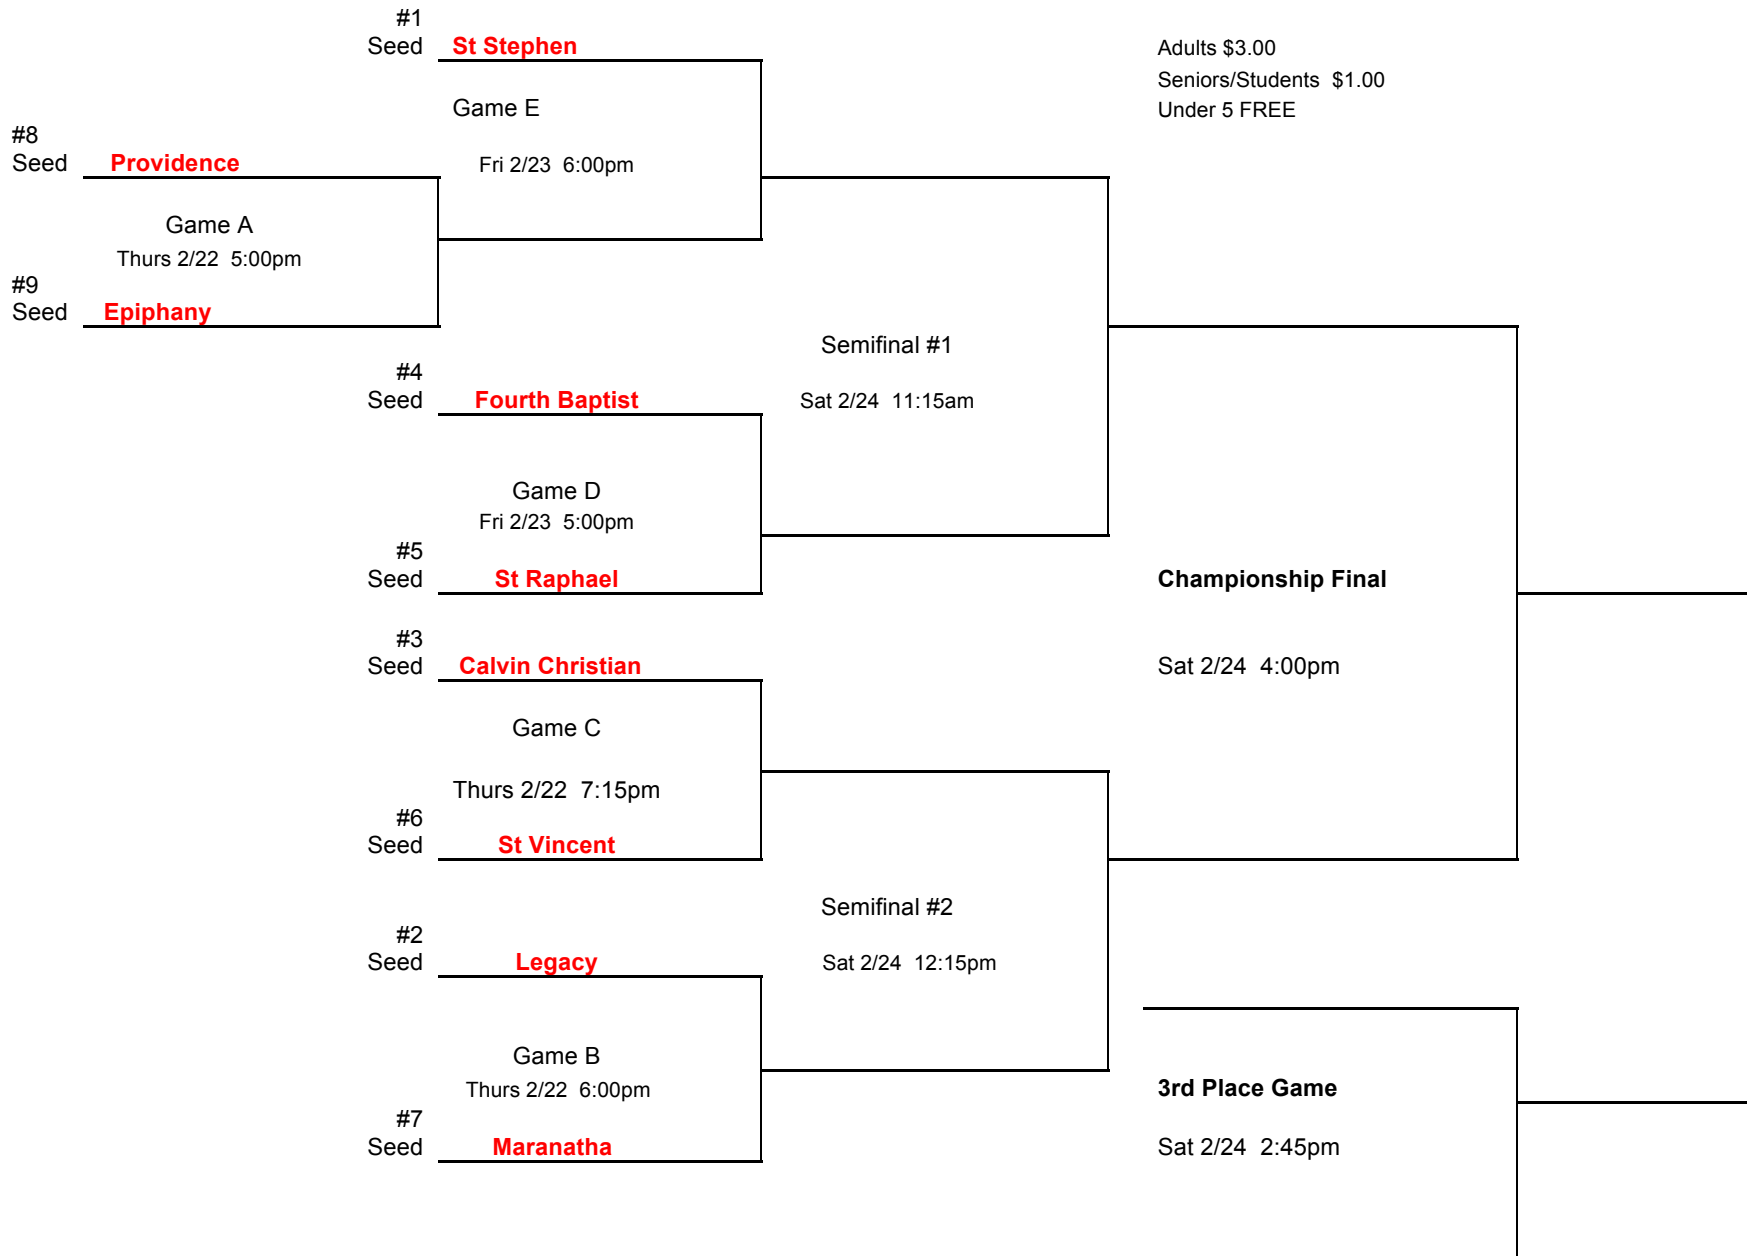 #1
Seed St Stephen
Adults $3.00
Seniors/Students $1.00
Under 5 FREE
Game E
#8
Seed Providence
Fri 2/23 6:00pm
Game A
Thurs 2/22 5:00pm
#9
Seed Epiphany
Semifinal #1
#4
Seed Fourth Baptist
Sat 2/24 11:15am
Game D
Fri 2/23 5:00pm
#5
Seed St Raphael
Championship Final
#3
Seed Calvin Christian
Sat 2/24 4:00pm
Game C
Thurs 2/22 7:15pm
#6
Seed St Vincent
Semifinal #2
#2
Seed Legacy
Sat 2/24 12:15pm
Game B
Thurs 2/22 6:00pm
3rd Place Game
#7
Seed Maranatha
Sat 2/24 2:45pm